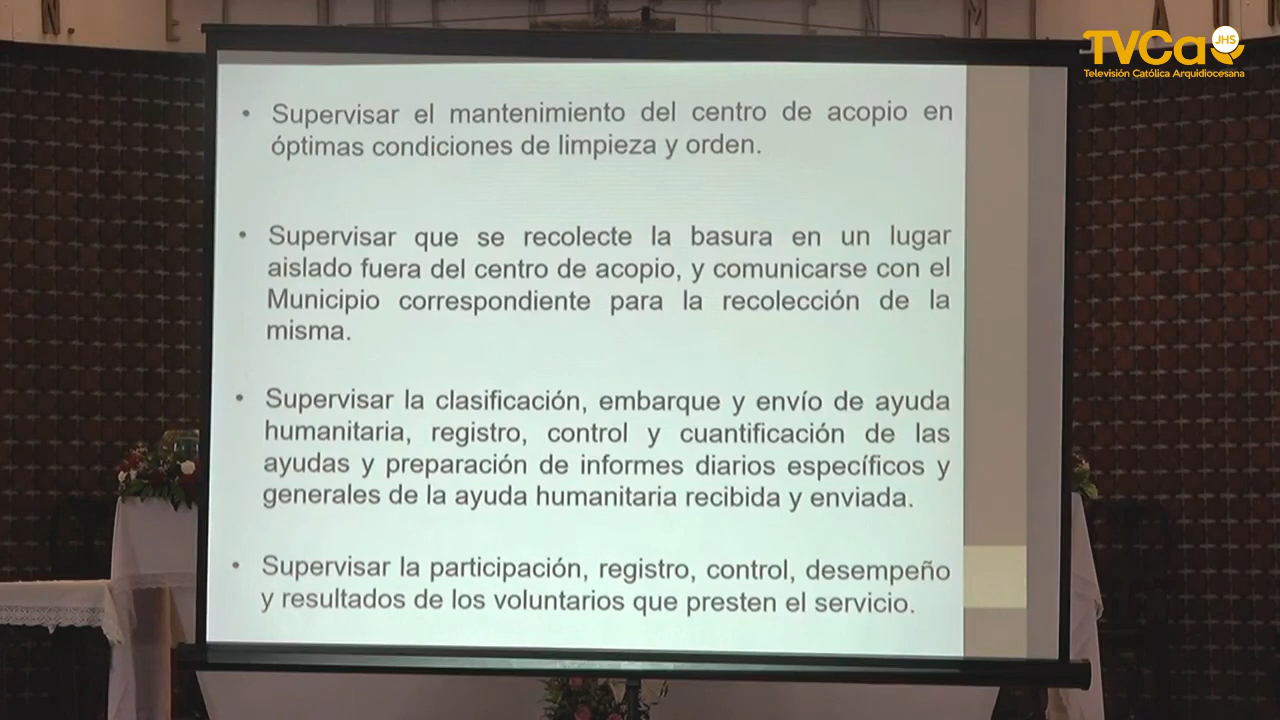 TVCa
JHS
Televisión Católica Arquidiocesana
• Supervisar el mantenimiento del centro de acopio en
óptimas condiciones de limpieza y orden.
• Supervisar que se recolecte la basura en un lugar
aislado fuera del centro de acopio, y comunicarse con el
Municipio correspondiente para la recolección de la
misma.
• Supervisar la clasificación, embarque y envío de ayuda
humanitaria, registro, control y cuantificación de las
ayudas y preparación de informes diarios específicos y
generales de la ayuda humanitaria recibida y enviada.
• Supervisar la participación, registro, control, desempeño
y resultados de los voluntarios que presten el servicio.